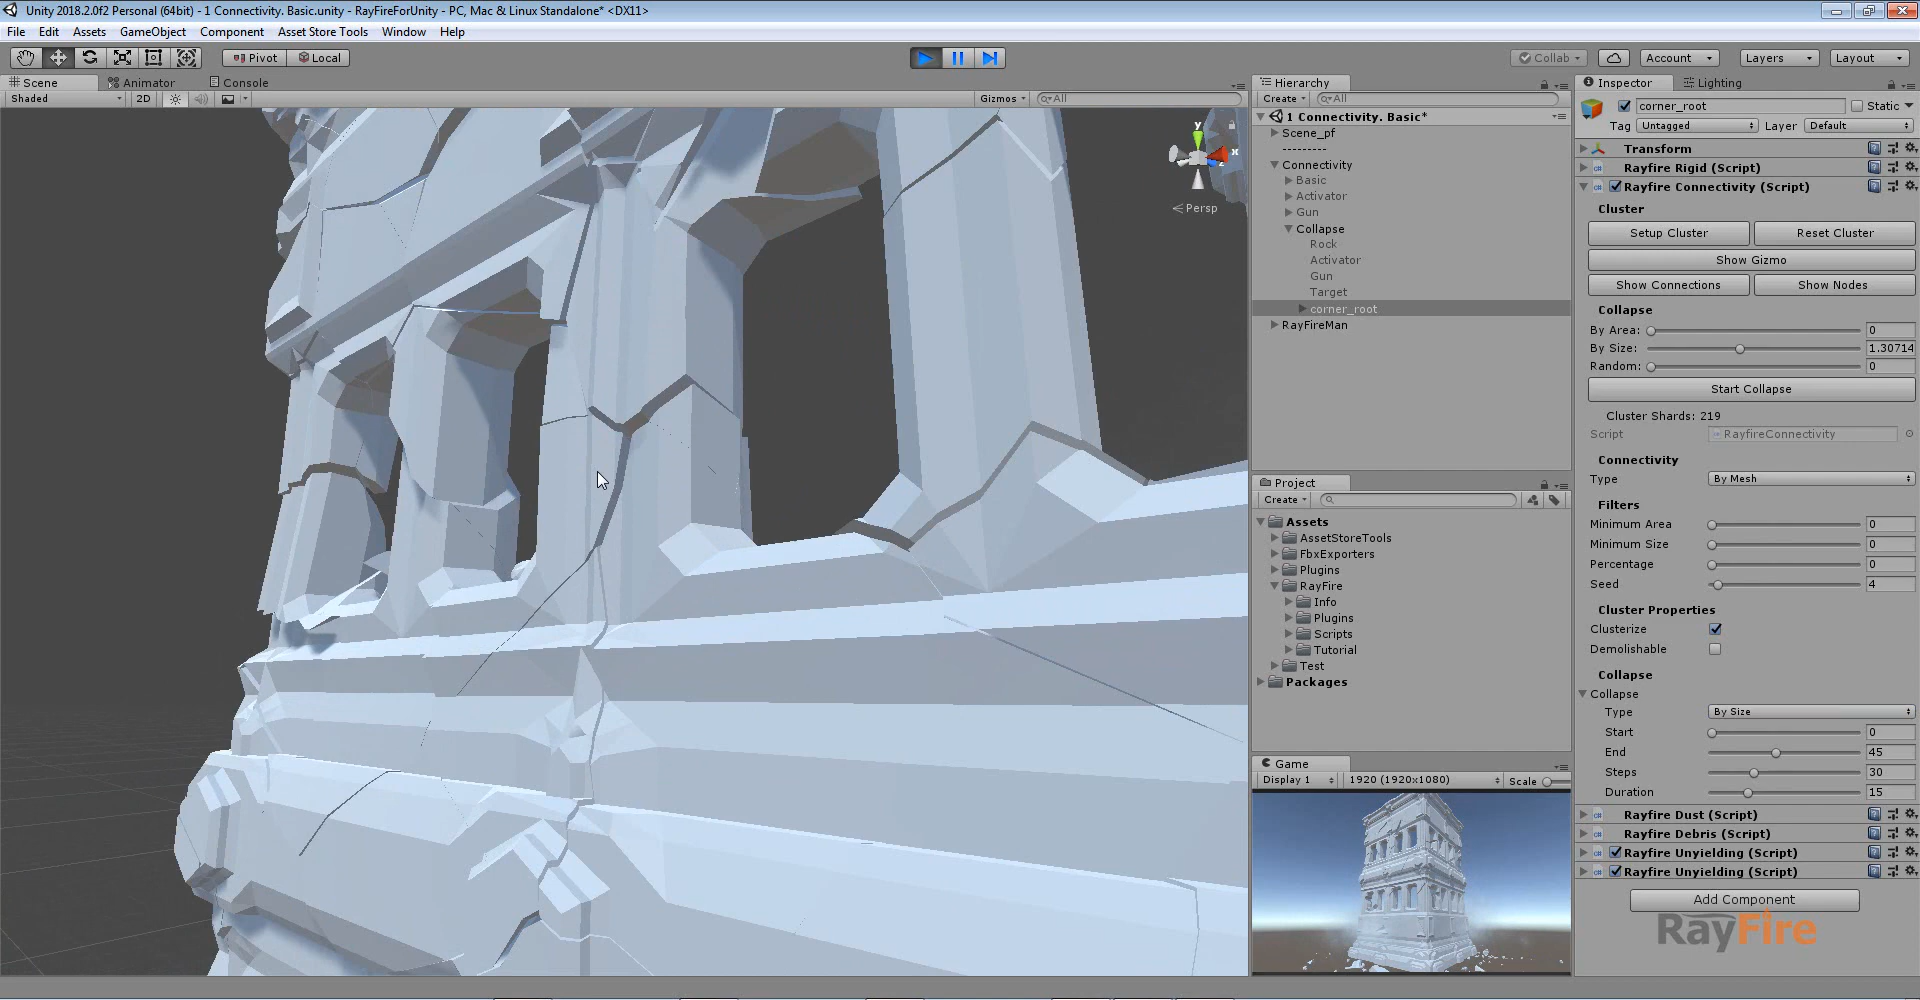 Unity 2018.2.0f2 Personal (64bit) - 1 Connectivity. Basic.unity - RayFireForUnity - PC, Mac & Linux Standalone* <DX11>
File Edit Assets GameObject Component Asset Store Tools Window Help
Pivot Local Collab Account Layers Layout
Scene Animator Console
Shaded 2D Gizmos All
y
x
z
Persp
Hierarchy
Create All
1 Connectivity. Basic*
Scene_pf
---------
Connectivity
Basic
Activator
Gun
Collapse
Rock
Activator
Gun
Target
corner_root
RayFireMan
Project
Create
Assets
AssetStoreTools
FbxExporters
Plugins
RayFire
Info
Plugins
Scripts
Tutorial
Test
Packages
Game
Display 1 1920 (1920x1080) Scale
Inspector Lighting
corner_root Static
Tag Untagged Layer Default
Transform
Rayfire Rigid (Script)
Rayfire Connectivity (Script)
Cluster
Setup Cluster Reset Cluster
Show Gizmo
Show Connections Show Nodes
Collapse
By Area: 0
By Size: 1.30714
Random: 0
Start Collapse
Cluster Shards: 219
Script RayfireConnectivity
Connectivity
Type By Mesh
Filters
Minimum Area 0
Minimum Size 0
Percentage 0
Seed 4
Cluster Properties
Clusterize
Demolishable
Collapse
Collapse
Type By Size
Start 0
End 45
Steps 30
Duration 15
Rayfire Dust (Script)
Rayfire Debris (Script)
Rayfire Unyielding (Script)
Rayfire Unyielding (Script)
Add Component
RayFire